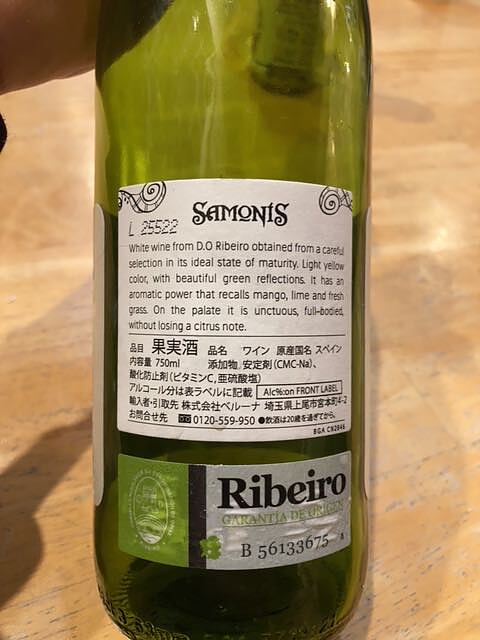 SAMONIS
L 25522
White wine from D.O Ribeiro obtained from a careful
selection in its ideal state of maturity. Light yellow
color, with beautiful green reflections. It has an
aromatic power that recalls mango, lime and fresh
grass. On the palate it is unctuous, full-bodied,
without losing a citrus note.
品目 果実酒 品名 ワイン 原産国名 スペイン
内容量 750ml 添加物 安定剤(CMC-Na)、
酸化防止剤(ビタミンC,亜硫酸塩)
アルコール分は表ラベルに記載 Alc%:on FRONT LABEL
輸入者・引取先 株式会社ベルーナ 埼玉県上尾市宮本町4-2
お問合せ先 0120-559-950 ●飲酒は20歳を過ぎてから。
BGA CN2846
Ribeiro
GARANTÍA DE ORIGEN
B 56133675 A